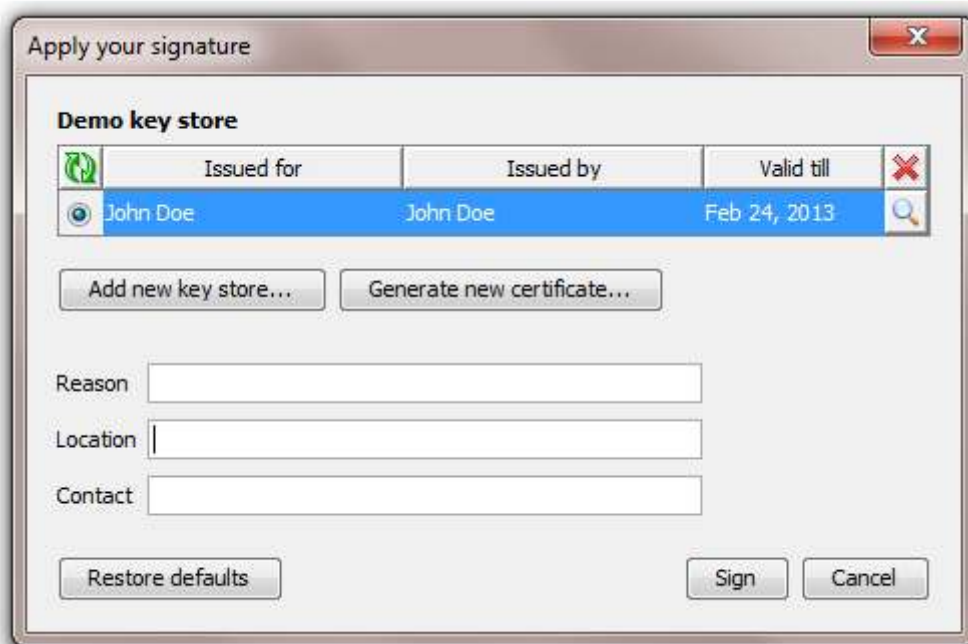 Apply your signature
Demo key store
Issued for Issued by Valid till
John Doe John Doe Feb 24, 2013
Add new key store... Generate new certificate...
Reason
Location
Contact
Restore defaults Sign Cancel